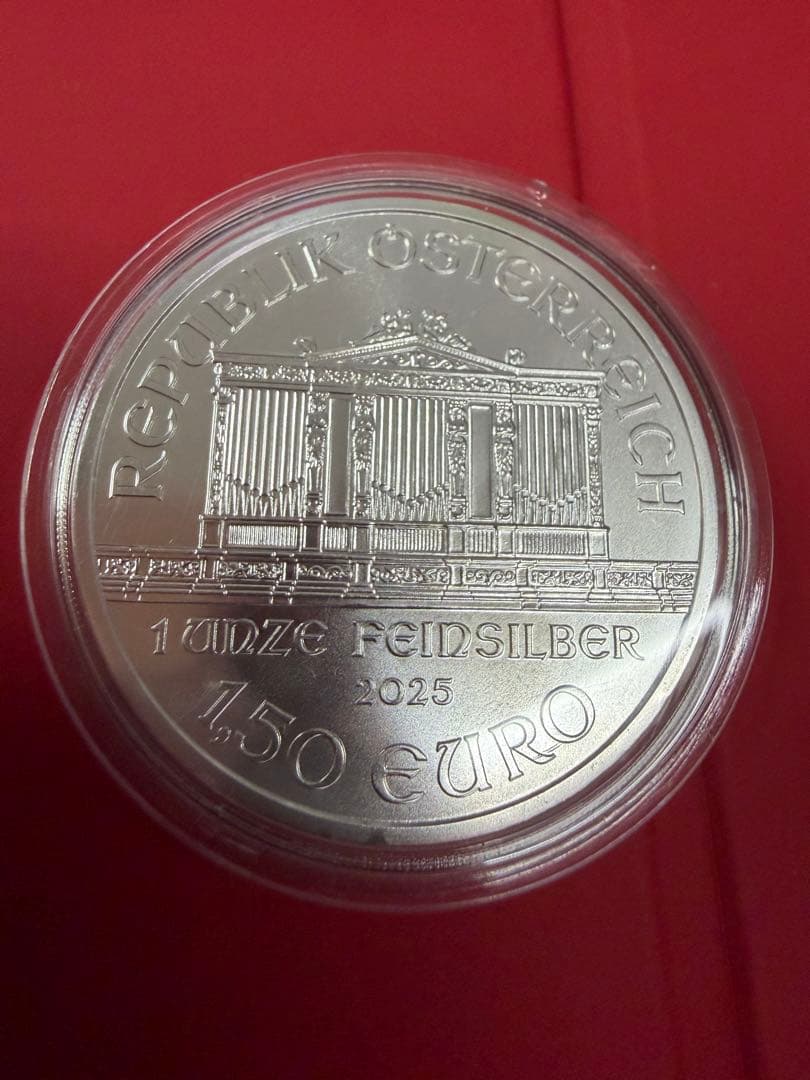 REPUBLIK ÖSTERREICH
1 UNZE FEINSILBER
2025
1,50 EURO